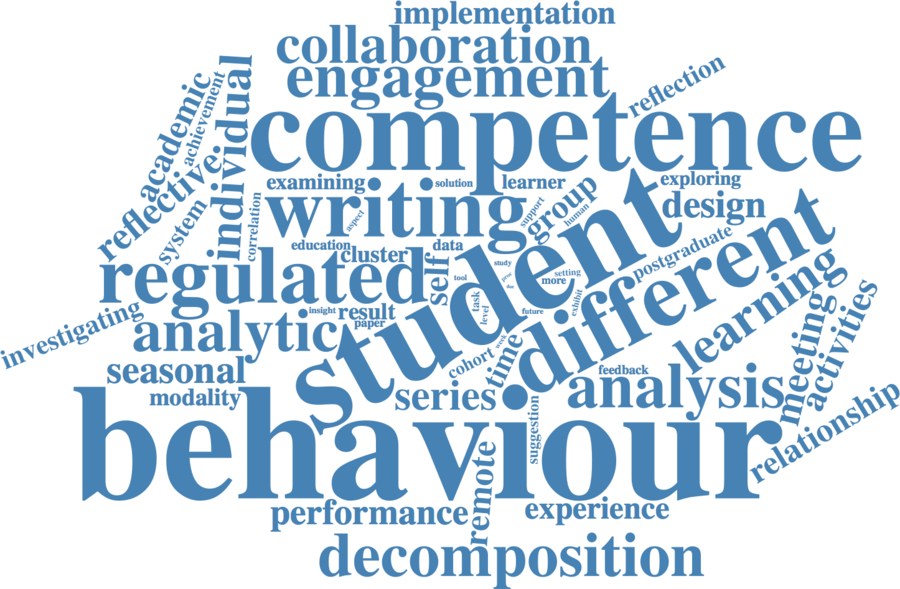 implementation
collaboration
engagement
reflection
academic
achievement
individual
competence
reflective
examining
solution
learner
exploring
system
correlation
writing
aspect
support
group
human
design
student
education
cluster
data
self
regulated
study
tool
prior
the
setting
more
postgraduate
different
investigating
analytic
insight
result
paper
task
level
future
exhibit
learning
meeting
activities
seasonal
modality
cohort
week
time
series
feedback
analysis
behaviour
suggestion
relationship
remote
performance
experience
decomposition